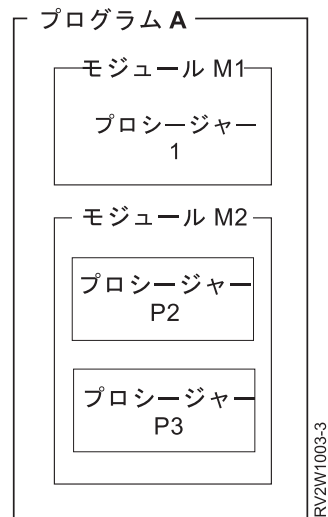 プログラム A
モジュール M1
プロシージャー
1
モジュール M2
プロシージャー
P2
プロシージャー
P3
RV2W1003-3